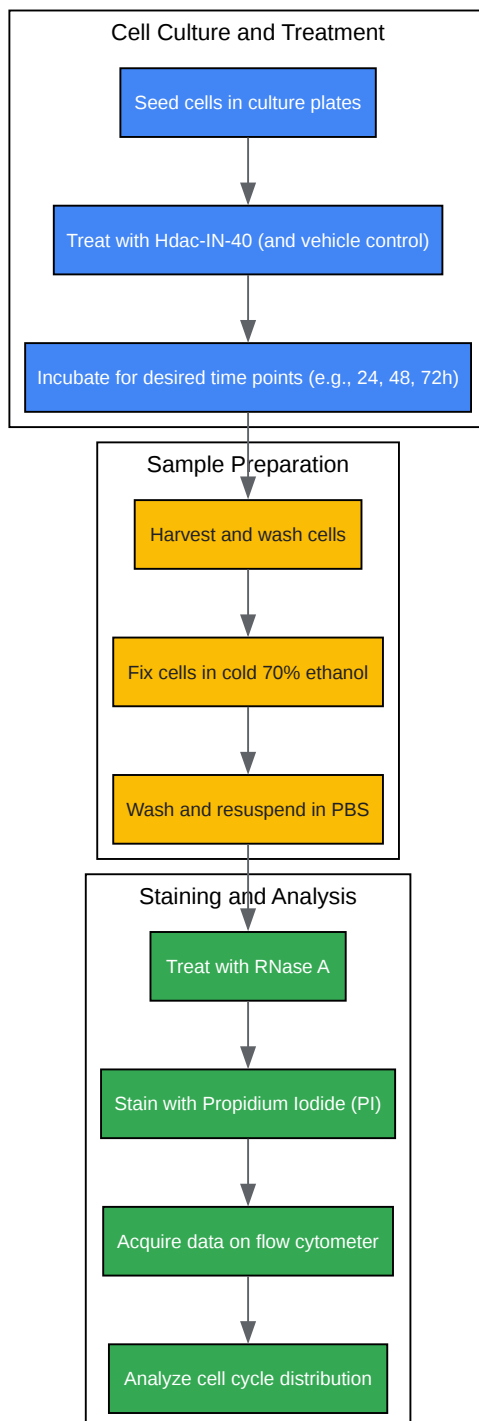 Cell Culture and Treatment
Seed cells in culture plates
Treat with Hdac-IN-40 (and vehicle control)
Incubate for desired time points (e.g., 24, 48, 72h)
Sample Preparation
Harvest and wash cells
Fix cells in cold 70% ethanol
Wash and resuspend in PBS
Staining and Analysis
Treat with RNase A
Stain with Propidium Iodide (PI)
Acquire data on flow cytometer
Analyze cell cycle distribution